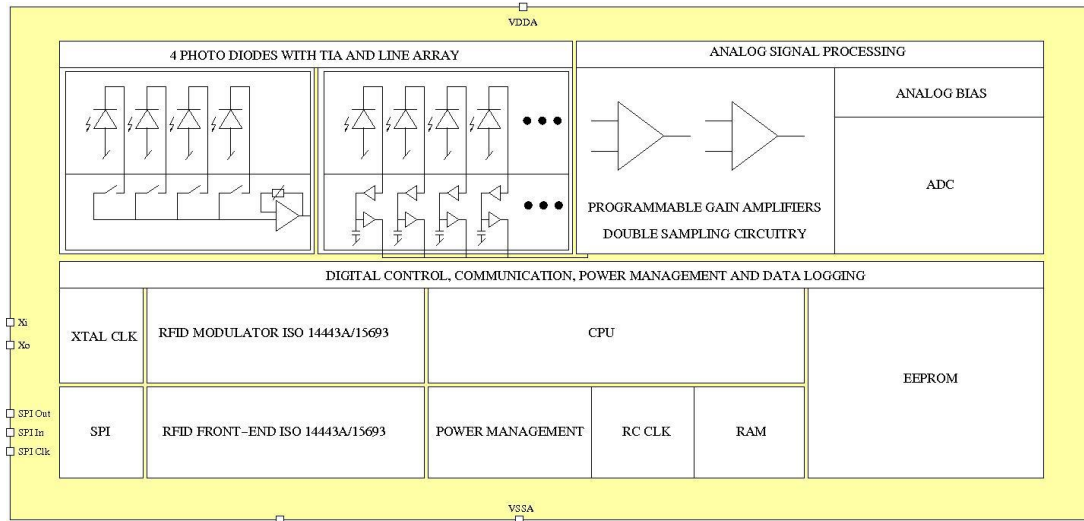 VDDA
4 PHOTO DIODES WITH TIA AND LINE ARRAY
ANALOG SIGNAL PROCESSING
ANALOG BIAS
ADC
PROGRAMMABLE GAIN AMPLIFIERS
DOUBLE SAMPLING CIRCUITRY
DIGITAL CONTROL, COMMUNICATION, POWER MANAGEMENT AND DATA LOGGING
Xi
Xo
XTAL CLK
RFID MODULATOR ISO 14443A/15693
CPU
EEPROM
SPI Out
SPI In
SPI Clk
SPI
RFID FRONT-END ISO 14443A/15693
POWER MANAGEMENT
RC CLK
RAM
VSSA